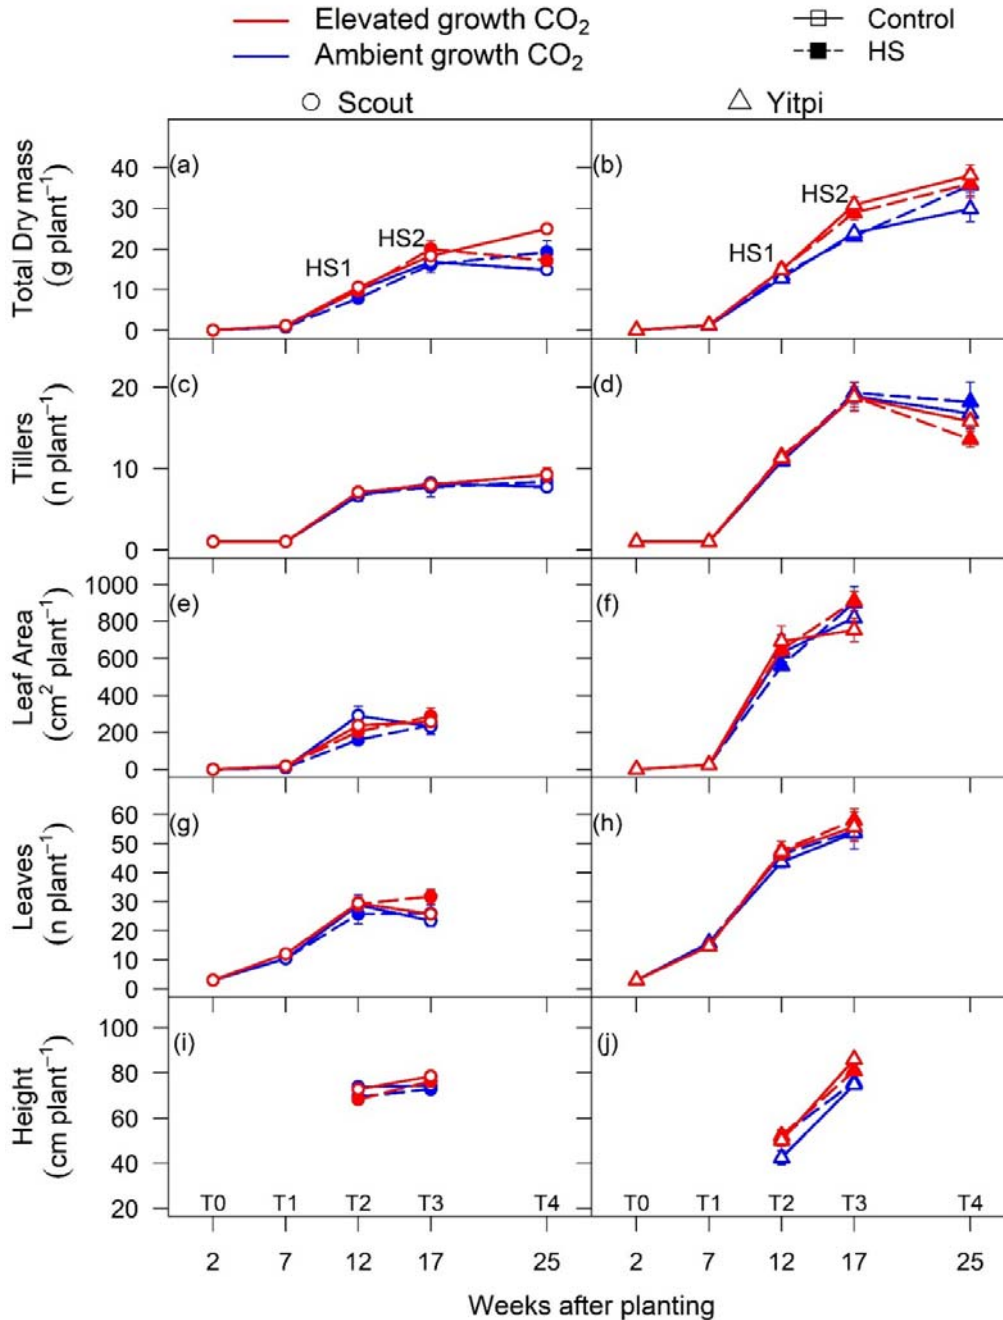 Elevated growth CO₂
Control
Ambient growth CO₂
HS
Scout
Yitpi
Total Dry mass
(g plant⁻¹)
(a)
HS1
HS2
(b)
HS1
HS2
40
30
20
10
0
Tillers
(n plant⁻¹)
(c)
(d)
20
10
0
Leaf Area
(cm² plant⁻¹)
(e)
(f)
1000
800
600
400
200
0
Leaves
(n plant⁻¹)
(g)
(h)
60
50
40
30
20
10
0
Height
(cm plant⁻¹)
(i)
(j)
100
80
60
40
20
T0 T1 T2 T3 T4 T0 T1 T2 T3 T4
2 7 12 17 25 2 7 12 17 25
Weeks after planting